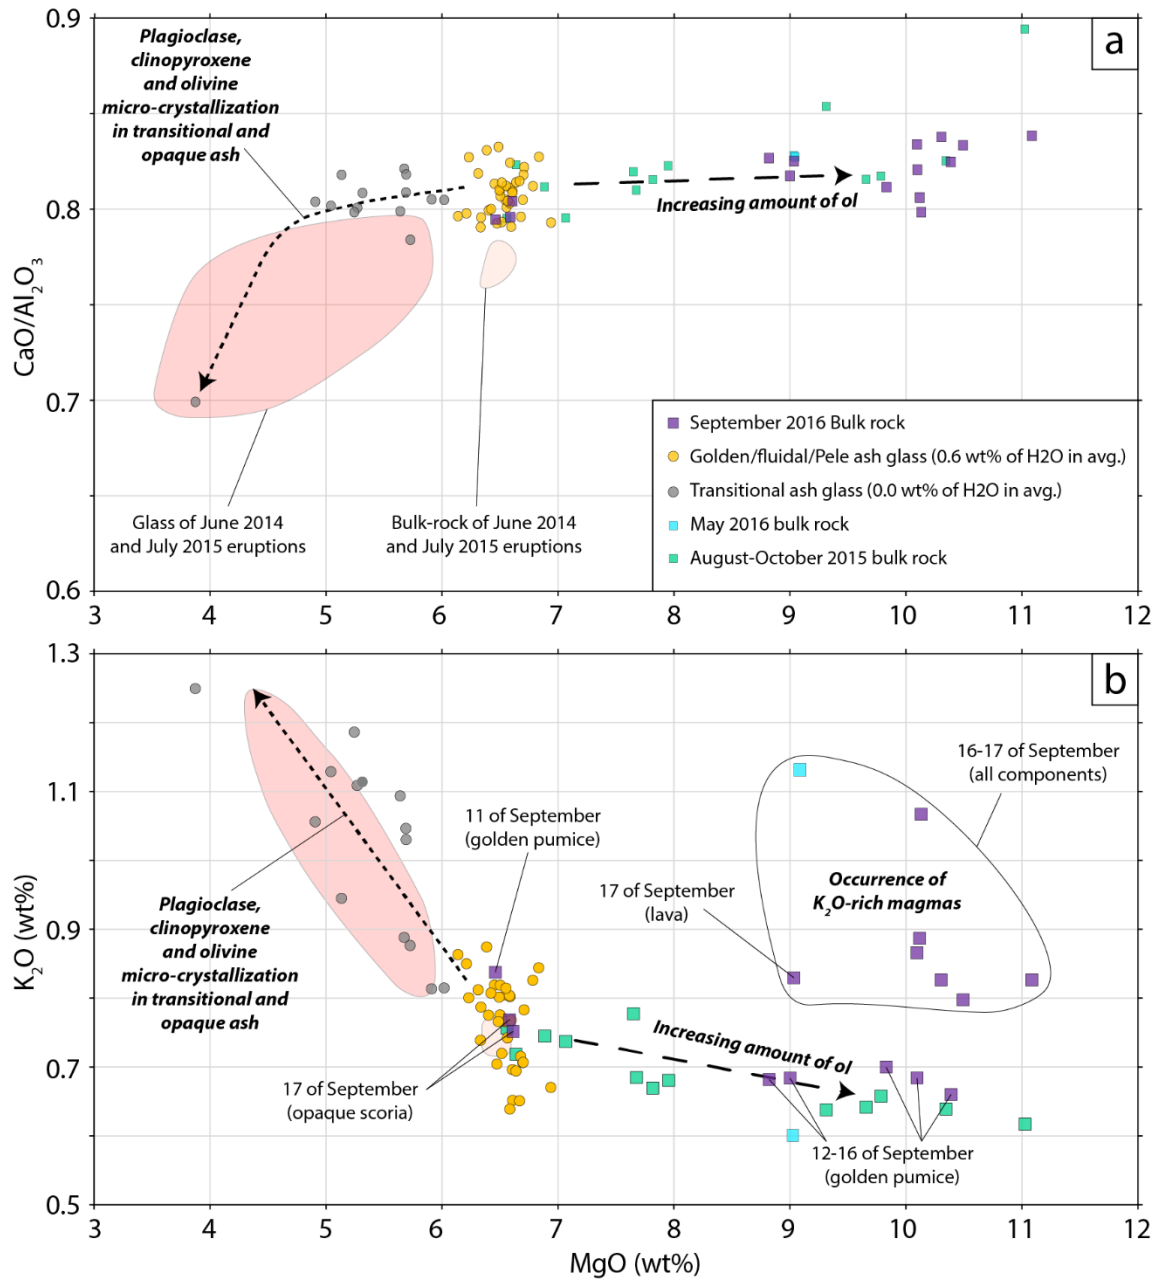 0.9
0.8
0.7
0.6
CaO/Al₂O₃
a
Plagioclase,
clinopyroxene
and olivine
micro-crystallization
in transitional and
opaque ash
Increasing amount of ol
Glass of June 2014
and July 2015 eruptions
Bulk-rock of June 2014
and July 2015 eruptions
September 2016 Bulk rock
Golden/fluidal/Pele ash glass (0.6 wt% of H2O in avg.)
Transitional ash glass (0.0 wt% of H2O in avg.)
May 2016 bulk rock
August-October 2015 bulk rock
3 4 5 6 7 8 9 10 11 12
1.3
1.1
0.9
0.7
0.5
K₂O (wt%)
b
16-17 of September
(all components)
11 of September
(golden pumice)
17 of September
(lava)
Occurrence of
K₂O-rich magmas
Plagioclase,
clinopyroxene
and olivine
micro-crystallization
in transitional and
opaque ash
Increasing amount of ol
17 of September
(opaque scoria)
12-16 of September
(golden pumice)
3 4 5 6 7 8 9 10 11 12
MgO (wt%)